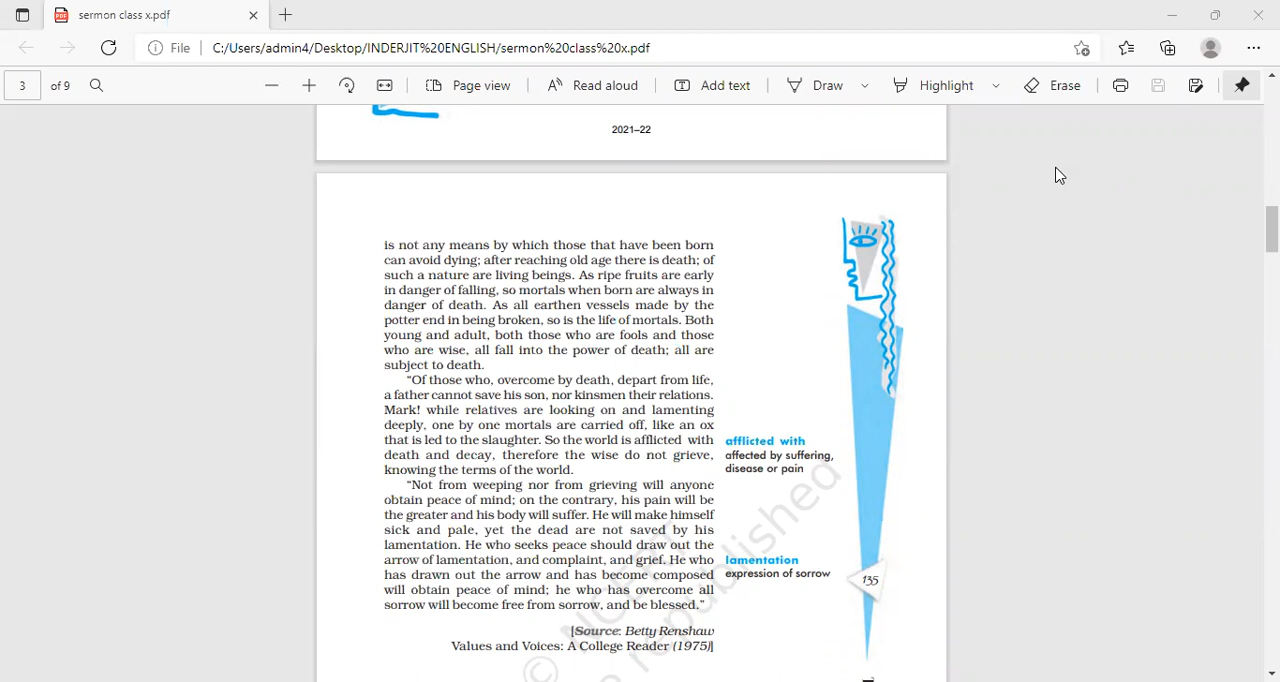 sermon class x.pdf
File
C:/Users/admin4/Desktop/INDERJIT%20ENGLISH/sermon%20class%20x.pdf
3 of 9
Page view
Read aloud
Add text
Draw
Highlight
Erase
2021–22
is not any means by which those that have been born
can avoid dying; after reaching old age there is death; of
such a nature are living beings. As ripe fruits are early
in danger of falling, so mortals when born are always in
danger of death. As all earthen vessels made by the
potter end in being broken, so is the life of mortals. Both
young and adult, both those who are fools and those
who are wise, all fall into the power of death; all are
subject to death.
“Of those who, overcome by death, depart from life,
a father cannot save his son, nor kinsmen their relations.
Mark! while relatives are looking on and lamenting
deeply, one by one mortals are carried off, like an ox
that is led to the slaughter. So the world is afflicted with
death and decay, therefore the wise do not grieve,
knowing the terms of the world.
“Not from weeping nor from grieving will anyone
obtain peace of mind; on the contrary, his pain will be
the greater and his body will suffer. He will make himself
sick and pale, yet the dead are not saved by his
lamentation. He who seeks peace should draw out the
arrow of lamentation, and complaint, and grief. He who
has drawn out the arrow and has become composed
will obtain peace of mind; he who has overcome all
sorrow will become free from sorrow, and be blessed.”
[Source: Betty Renshaw
Values and Voices: A College Reader (1975)]
afflicted with
affected by suffering,
disease or pain
lamentation
expression of sorrow
135
© NCERT
republished